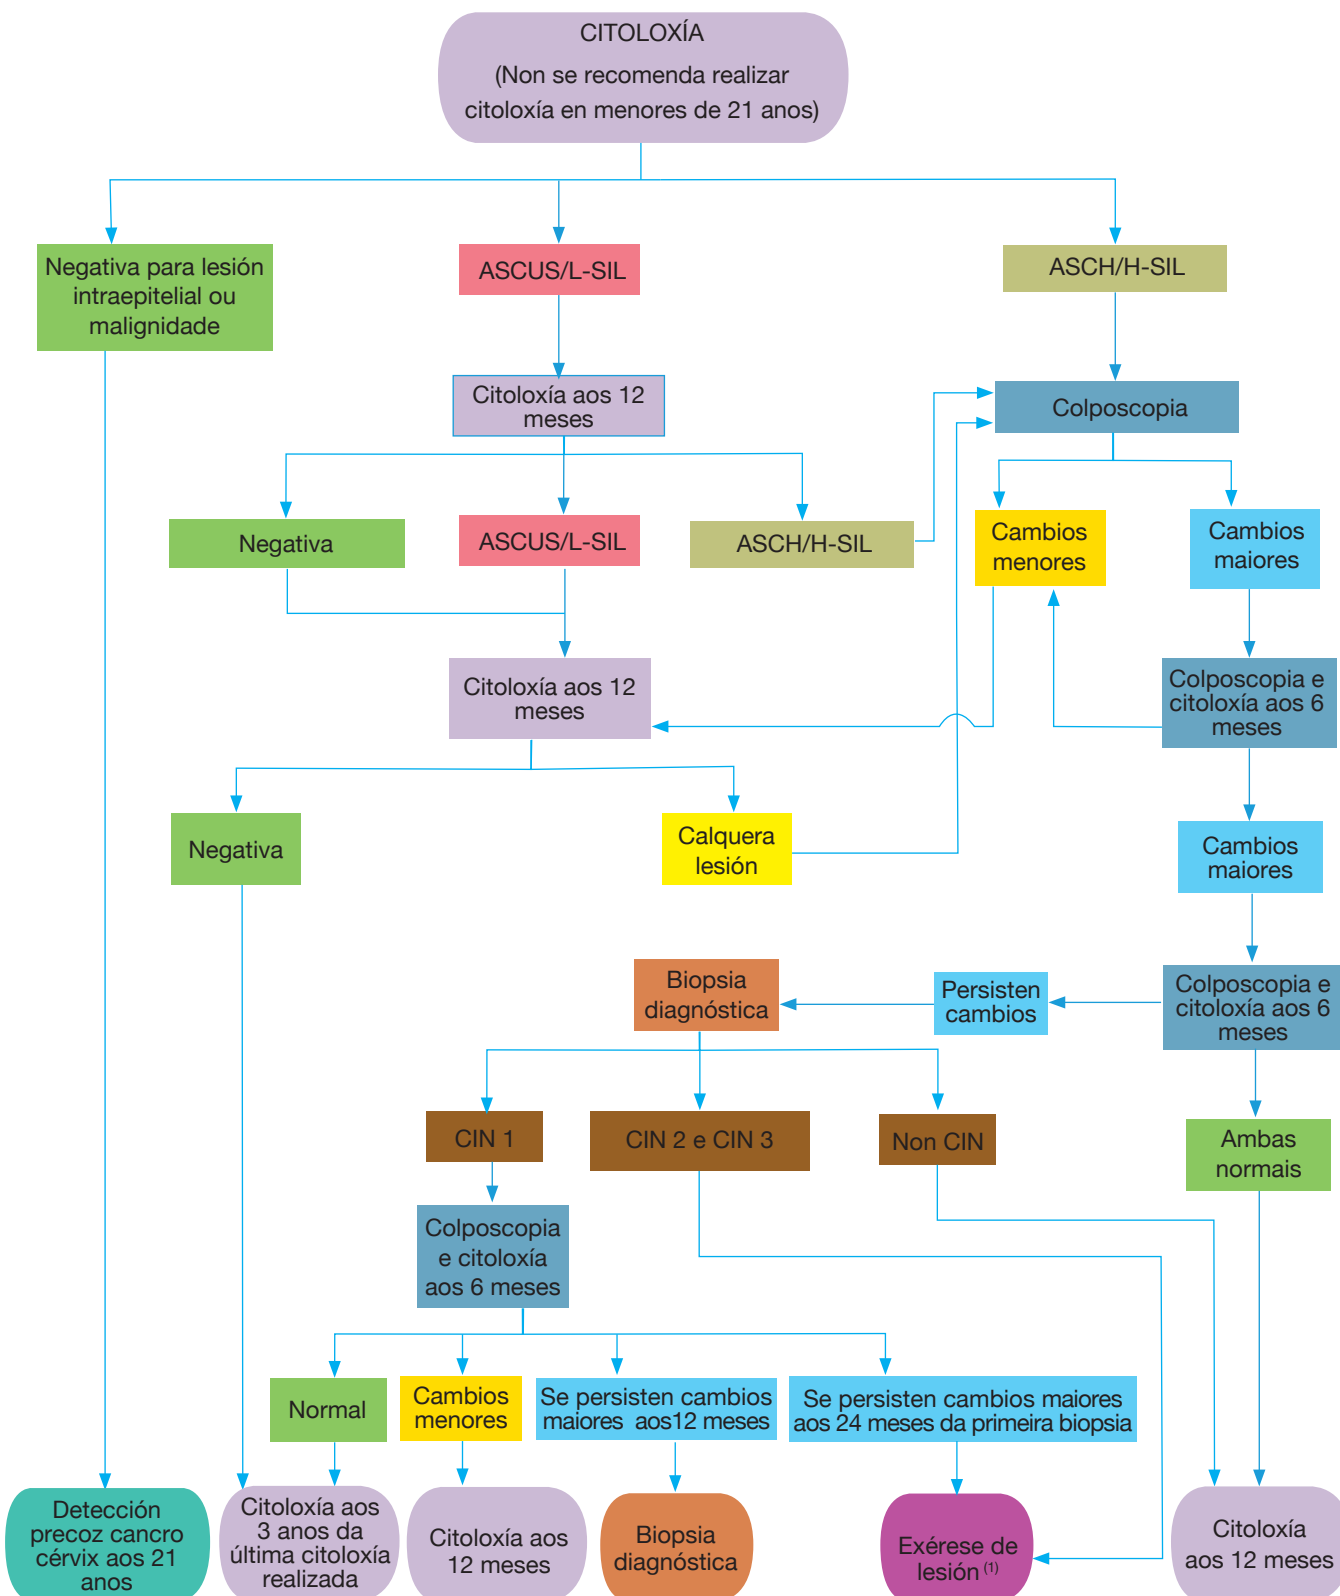 CITOLOXÍA
(Non se recomenda realizar
citoloxía en menores de 21 anos)
Negativa para lesión
intraepitelial ou
malignidade
ASCUS/L-SIL
ASCH/H-SIL
Citoloxía aos 12
meses
Colposcopia
Negativa
ASCUS/L-SIL
ASCH/H-SIL
Cambios
menores
Cambios
maiores
Citoloxía aos 12
meses
Colposcopia e
citoloxía aos 6
meses
Negativa
Calquera
lesión
Cambios
maiores
Biopsia
diagnóstica
Persisten
cambios
Colposcopia e
citoloxía aos 6
meses
CIN 1
CIN 2 e CIN 3
Non CIN
Ambas
normais
Colposcopia
e citoloxía
aos 6 meses
Normal
Cambios
menores
Se persisten cambios
maiores aos12 meses
Se persisten cambios maiores
aos 24 meses da primeira biopsia
Detección
precoz cancro
cérvix aos 21
anos
Citoloxía aos
3 anos da
última citoloxía
realizada
Citoloxía aos
12 meses
Biopsia
diagnóstica
Exérese de
lesión (1)
Citoloxía
aos 12 meses